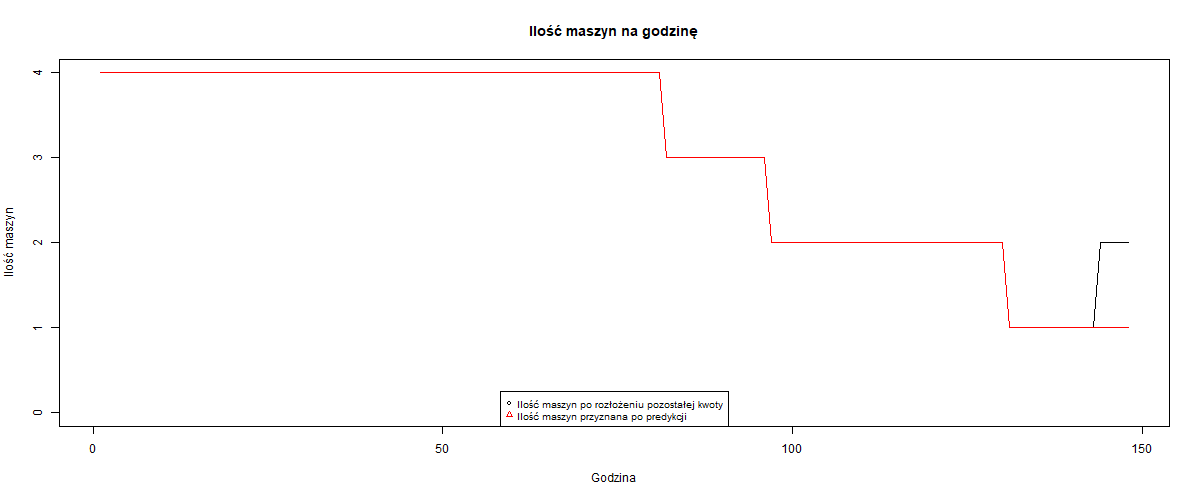 Ilość maszyn na godzinę
Ilość maszyn
4
3
2
1
0
Ilość maszyn po rozłożeniu pozostałej kwoty
Ilość maszyn przyznana po predykcji
0 50 100 150
Godzina